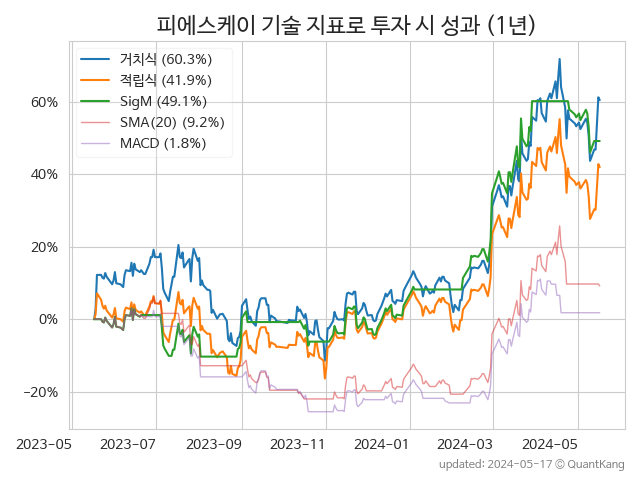 피에스케이 기술 지표로 투자 시 성과 (1년)
거치식 (60.3%)
적립식 (41.9%)
SigM (49.1%)
SMA(20) (9.2%)
MACD (1.8%)
60%
40%
20%
0%
−20%
2023-05 2023-07 2023-09 2023-11 2024-01 2024-03 2024-05
updated: 2024-05-17 ⓒ QuantKang